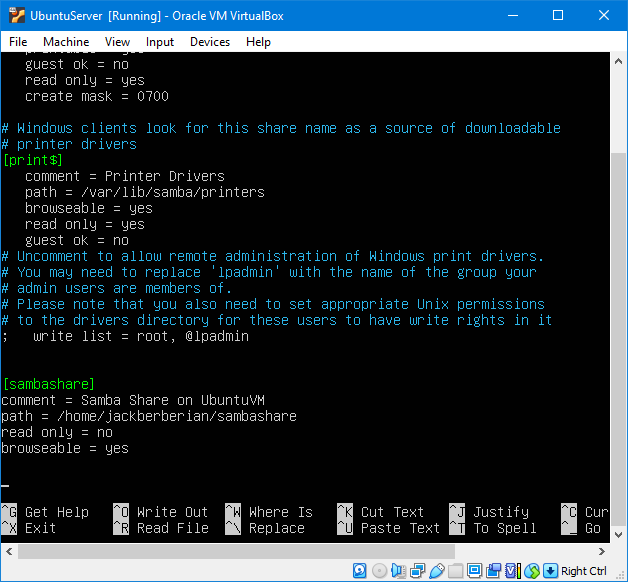 UbuntuServer [Running] - Oracle VM VirtualBox
File Machine View Input Devices Help
guest ok = no
read only = yes
create mask = 0700
# Windows clients look for this share name as a source of downloadable
# printer drivers
[print$]
comment = Printer Drivers
path = /var/lib/samba/printers
browseable = yes
read only = yes
guest ok = no
# Uncomment to allow remote administration of Windows print drivers.
# You may need to replace 'lpadmin' with the name of the group your
# admin users are members of.
# Please note that you also need to set appropriate Unix permissions
# to the drivers directory for these users to have write rights in it
; write list = root, @lpadmin
[sambashare]
comment = Samba Share on UbuntuVM
path = /home/jackberberian/sambashare
read only = no
browseable = yes
^G Get Help ^O Write Out ^W Where Is ^K Cut Text ^J Justify ^C Cur
^X Exit ^R Read File ^\ Replace ^U Paste Text ^T To Spell ^_ Go
Right Ctrl